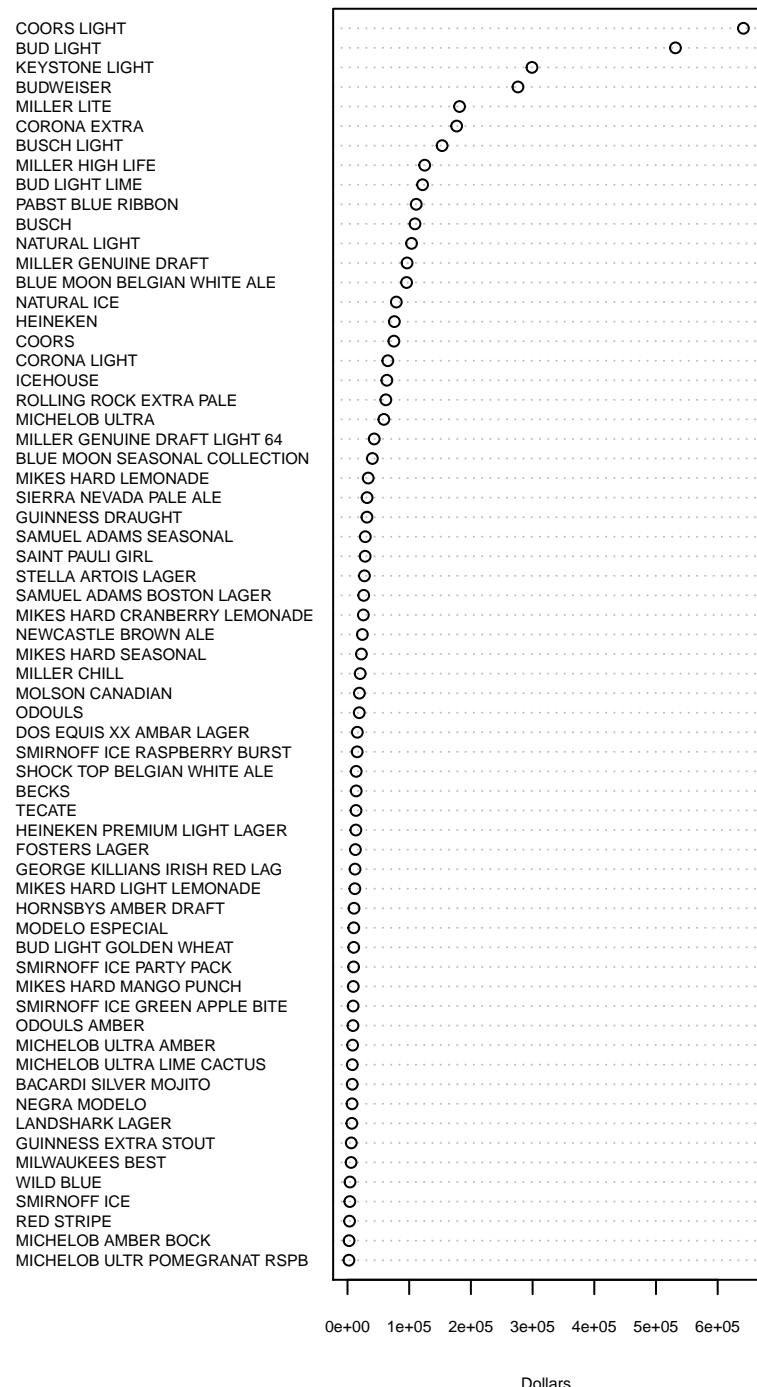 COORS LIGHT
BUD LIGHT
KEYSTONE LIGHT
BUDWEISER
MILLER LITE
CORONA EXTRA
BUSCH LIGHT
MILLER HIGH LIFE
BUD LIGHT LIME
PABST BLUE RIBBON
BUSCH
NATURAL LIGHT
MILLER GENUINE DRAFT
BLUE MOON BELGIAN WHITE ALE
NATURAL ICE
HEINEKEN
COORS
CORONA LIGHT
ICEHOUSE
ROLLING ROCK EXTRA PALE
MICHELOB ULTRA
MILLER GENUINE DRAFT LIGHT 64
BLUE MOON SEASONAL COLLECTION
MIKES HARD LEMONADE
SIERRA NEVADA PALE ALE
GUINNESS DRAUGHT
SAMUEL ADAMS SEASONAL
SAINT PAULI GIRL
STELLA ARTOIS LAGER
SAMUEL ADAMS BOSTON LAGER
MIKES HARD CRANBERRY LEMONADE
NEWCASTLE BROWN ALE
MIKES HARD SEASONAL
MILLER CHILL
MOLSON CANADIAN
ODOULS
DOS EQUIS XX AMBAR LAGER
SMIRNOFF ICE RASPBERRY BURST
SHOCK TOP BELGIAN WHITE ALE
BECKS
TECATE
HEINEKEN PREMIUM LIGHT LAGER
FOSTERS LAGER
GEORGE KILLIANS IRISH RED LAG
MIKES HARD LIGHT LEMONADE
HORNSBYS AMBER DRAFT
MODELO ESPECIAL
BUD LIGHT GOLDEN WHEAT
SMIRNOFF ICE PARTY PACK
MIKES HARD MANGO PUNCH
SMIRNOFF ICE GREEN APPLE BITE
ODOULS AMBER
MICHELOB ULTRA AMBER
MICHELOB ULTRA LIME CACTUS
BACARDI SILVER MOJITO
NEGRA MODELO
LANDSHARK LAGER
GUINNESS EXTRA STOUT
MILWAUKEES BEST
WILD BLUE
SMIRNOFF ICE
RED STRIPE
MICHELOB AMBER BOCK
MICHELOB ULTR POMEGRANAT RSPB
0e+00 1e+05 2e+05 3e+05 4e+05 5e+05 6e+05
Dollars